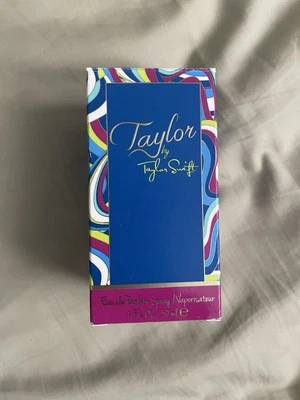 Taylor
by
Taylor Swift
Eau de Parfum Spray / Vaporisateur